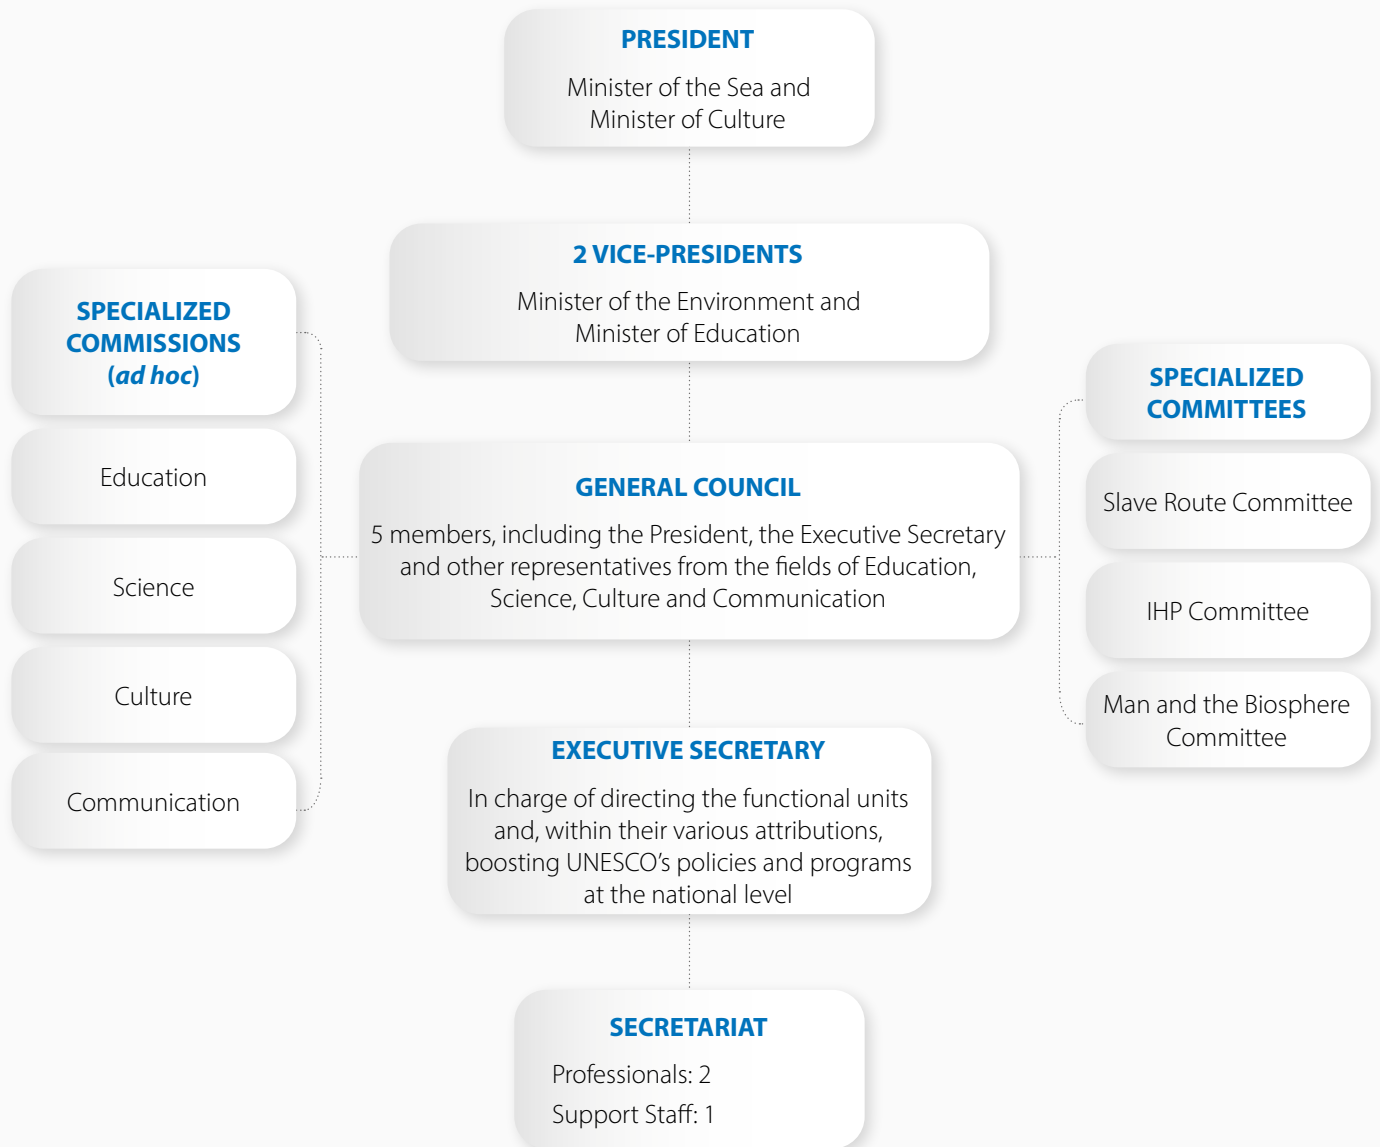 PRESIDENT
Minister of the Sea and
Minister of Culture
2 VICE-PRESIDENTS
Minister of the Environment and
Minister of Education
SPECIALIZED
COMMISSIONS
(ad hoc)
Education
Science
Culture
Communication
GENERAL COUNCIL
5 members, including the President, the Executive Secretary
and other representatives from the fields of Education,
Science, Culture and Communication
SPECIALIZED
COMMITTEES
Slave Route Committee
IHP Committee
Man and the Biosphere
Committee
EXECUTIVE SECRETARY
In charge of directing the functional units
and, within their various attributions,
boosting UNESCO’s policies and programs
at the national level
SECRETARIAT
Professionals: 2
Support Staff: 1